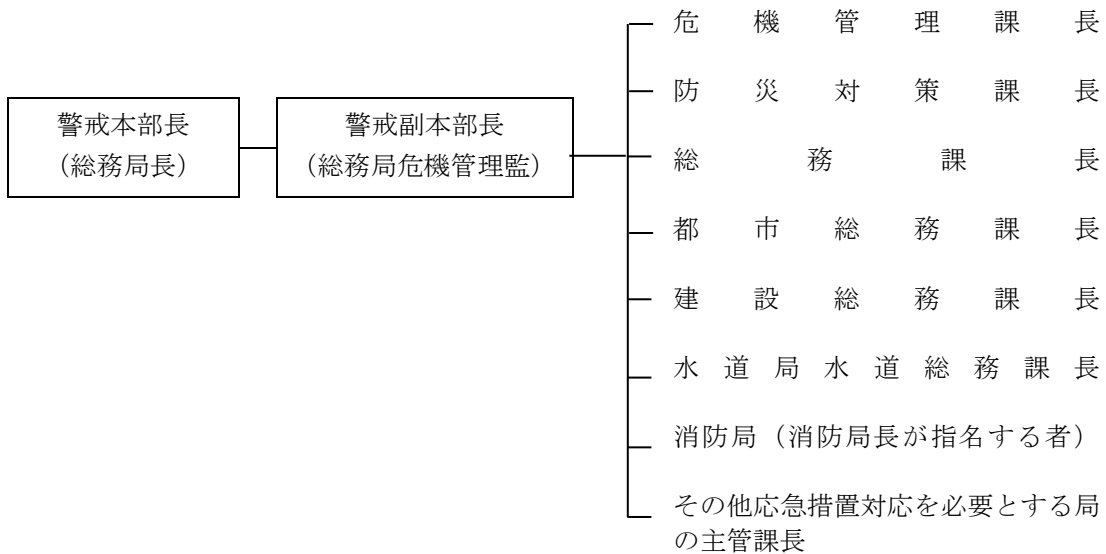 警戒本部長
（総務局長）
警戒副本部長
（総務局危機管理監）
危機管理課長
防災対策課長
総務課長
都市総務課長
建設総務課長
水道局水道総務課長
消防局（消防局長が指名する者）
その他応急措置対応を必要とする局
の主管課長